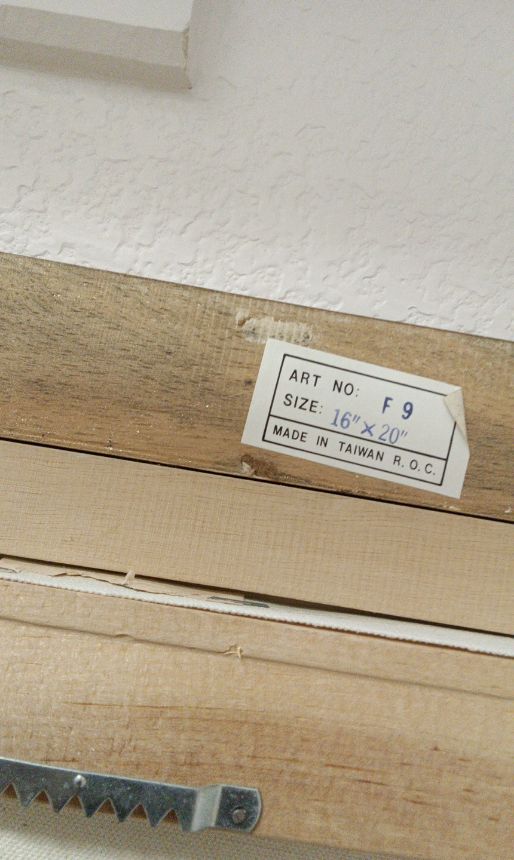 ART NO: F 9
SIZE: 16" x 20"
MADE IN TAIWAN R.O.C.